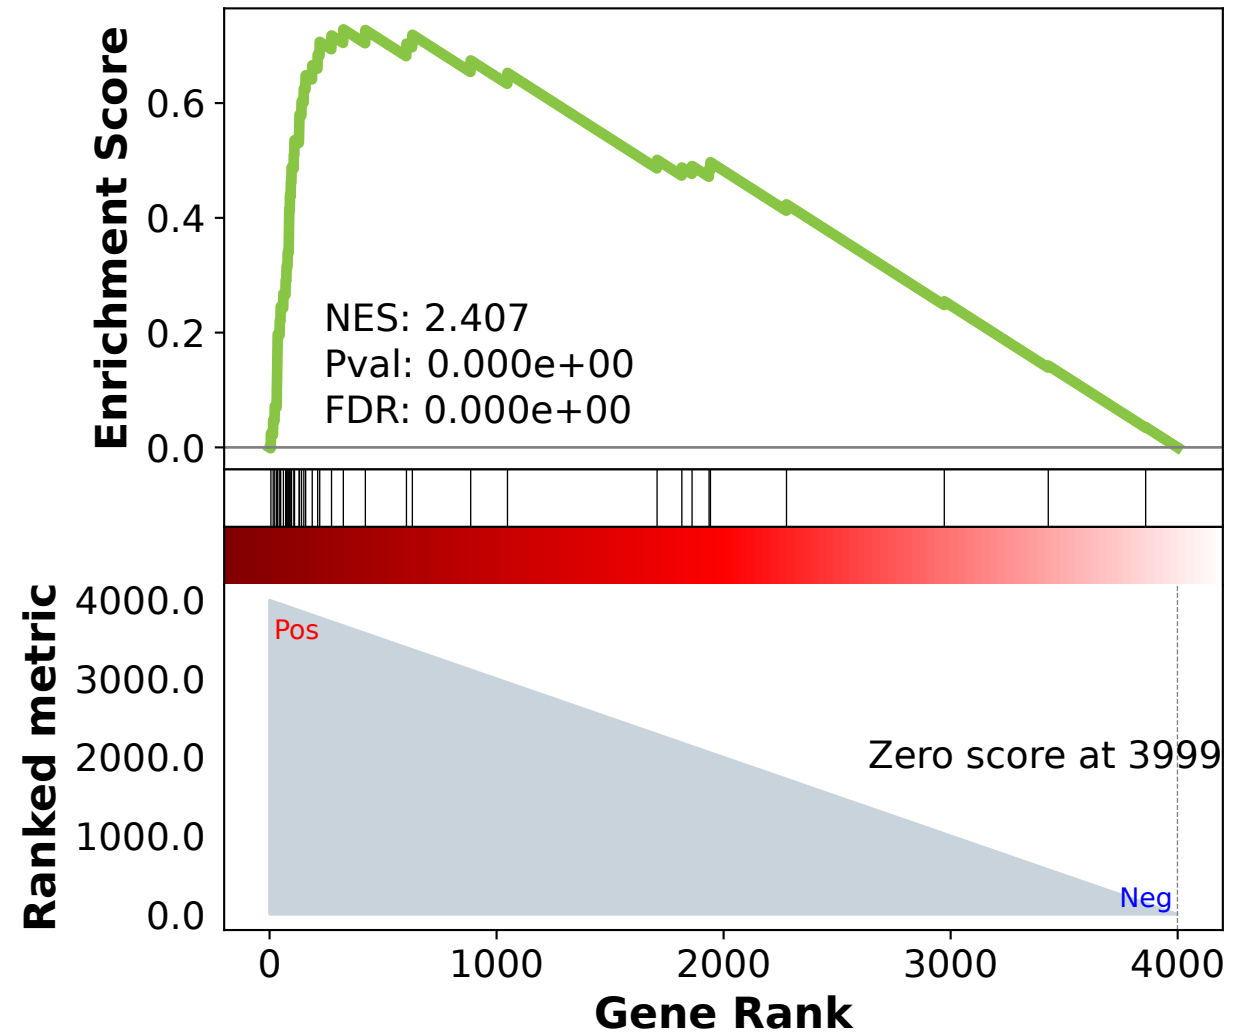 Enrichment Score
0.6
0.4
0.2
0.0
NES: 2.407
Pval: 0.000e+00
FDR: 0.000e+00
Ranked metric
4000.0
3000.0
2000.0
1000.0
0.0
Pos
Zero score at 3999
Neg
0 1000 2000 3000 4000
Gene Rank